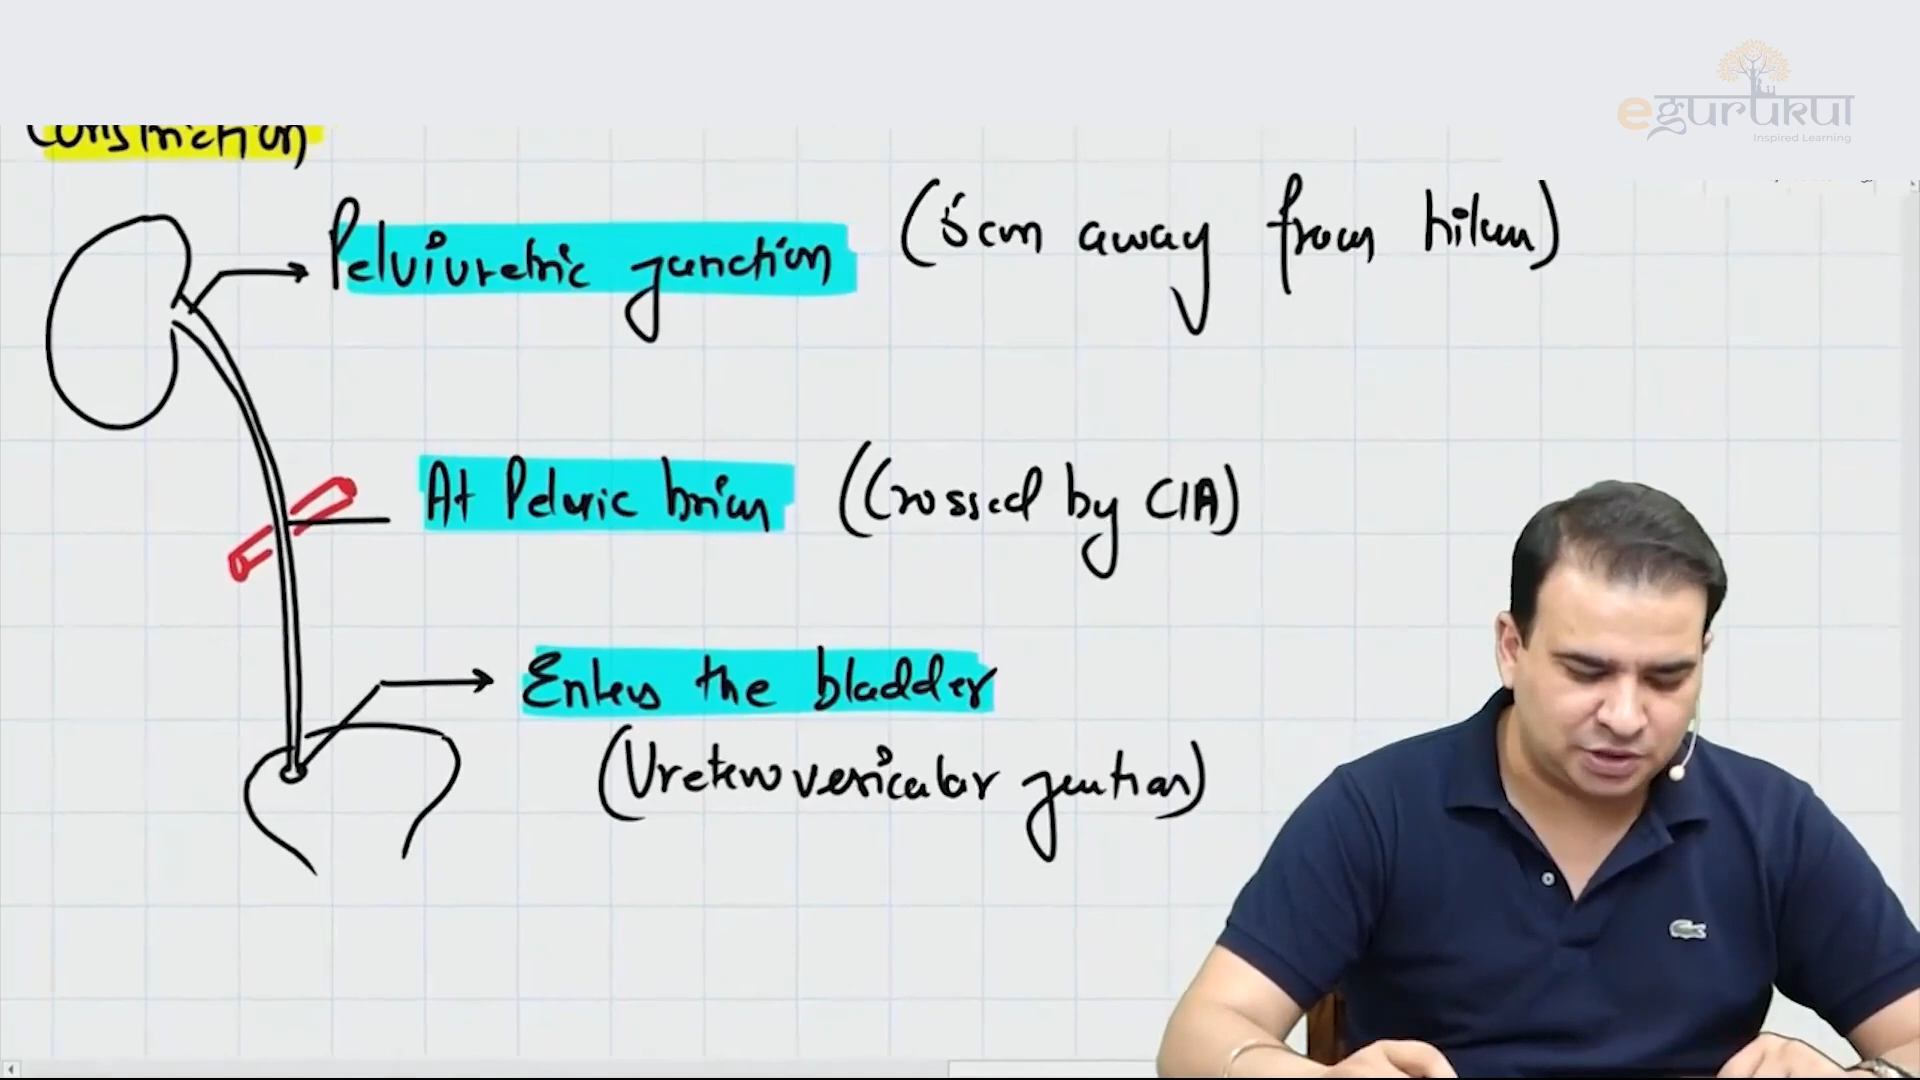 egurukul
Inspired Learning
Constriction
Pelviuretric junction (5cm away from hilum)
At Pelvic brim (Crossed by CIA)
Enters the bladder
(Ureterovesicular junction)